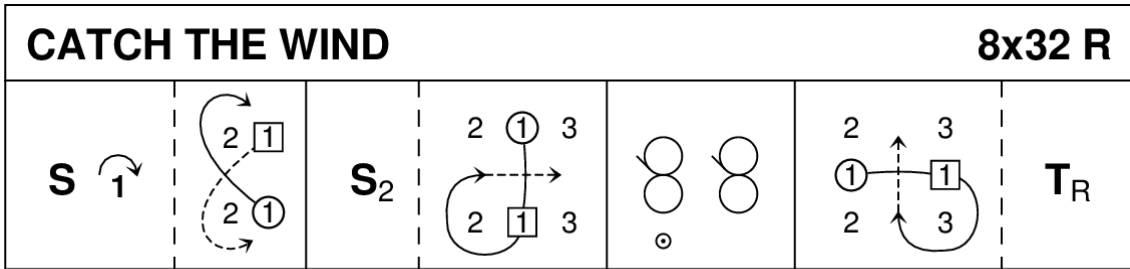 CATCH THE WIND 8x32 R
S 1
2 1
2 1
S2
2 1 3
2 1 3
2 3
1 1
2 3
TR